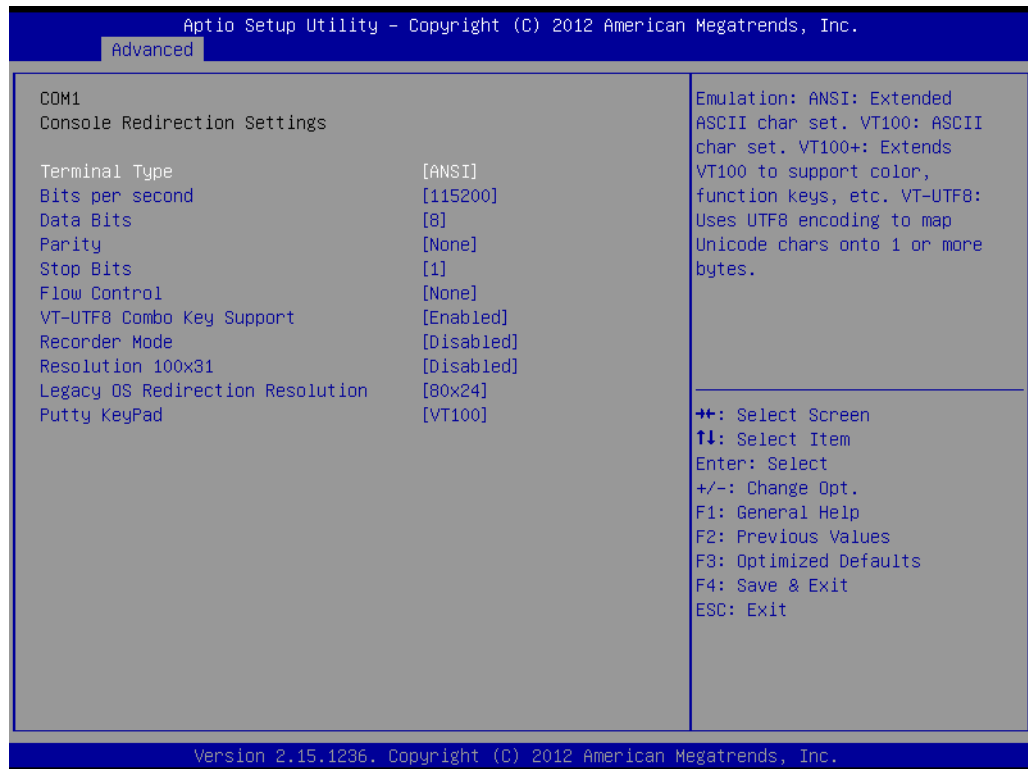 Aptio Setup Utility – Copyright (C) 2012 American Megatrends, Inc.
Advanced
COM1
Console Redirection Settings
Terminal Type [ANSI]
Bits per second [115200]
Data Bits [8]
Parity [None]
Stop Bits [1]
Flow Control [None]
VT-UTF8 Combo Key Support [Enabled]
Recorder Mode [Disabled]
Resolution 100x31 [Disabled]
Legacy OS Redirection Resolution [80x24]
Putty KeyPad [VT100]
Emulation: ANSI: Extended
ASCII char set. VT100: ASCII
char set. VT100+: Extends
VT100 to support color,
function keys, etc. VT-UTF8:
Uses UTF8 encoding to map
Unicode chars onto 1 or more
bytes.
→←: Select Screen
↑↓: Select Item
Enter: Select
+/-: Change Opt.
F1: General Help
F2: Previous Values
F3: Optimized Defaults
F4: Save & Exit
ESC: Exit
Version 2.15.1236. Copyright (C) 2012 American Megatrends, Inc.